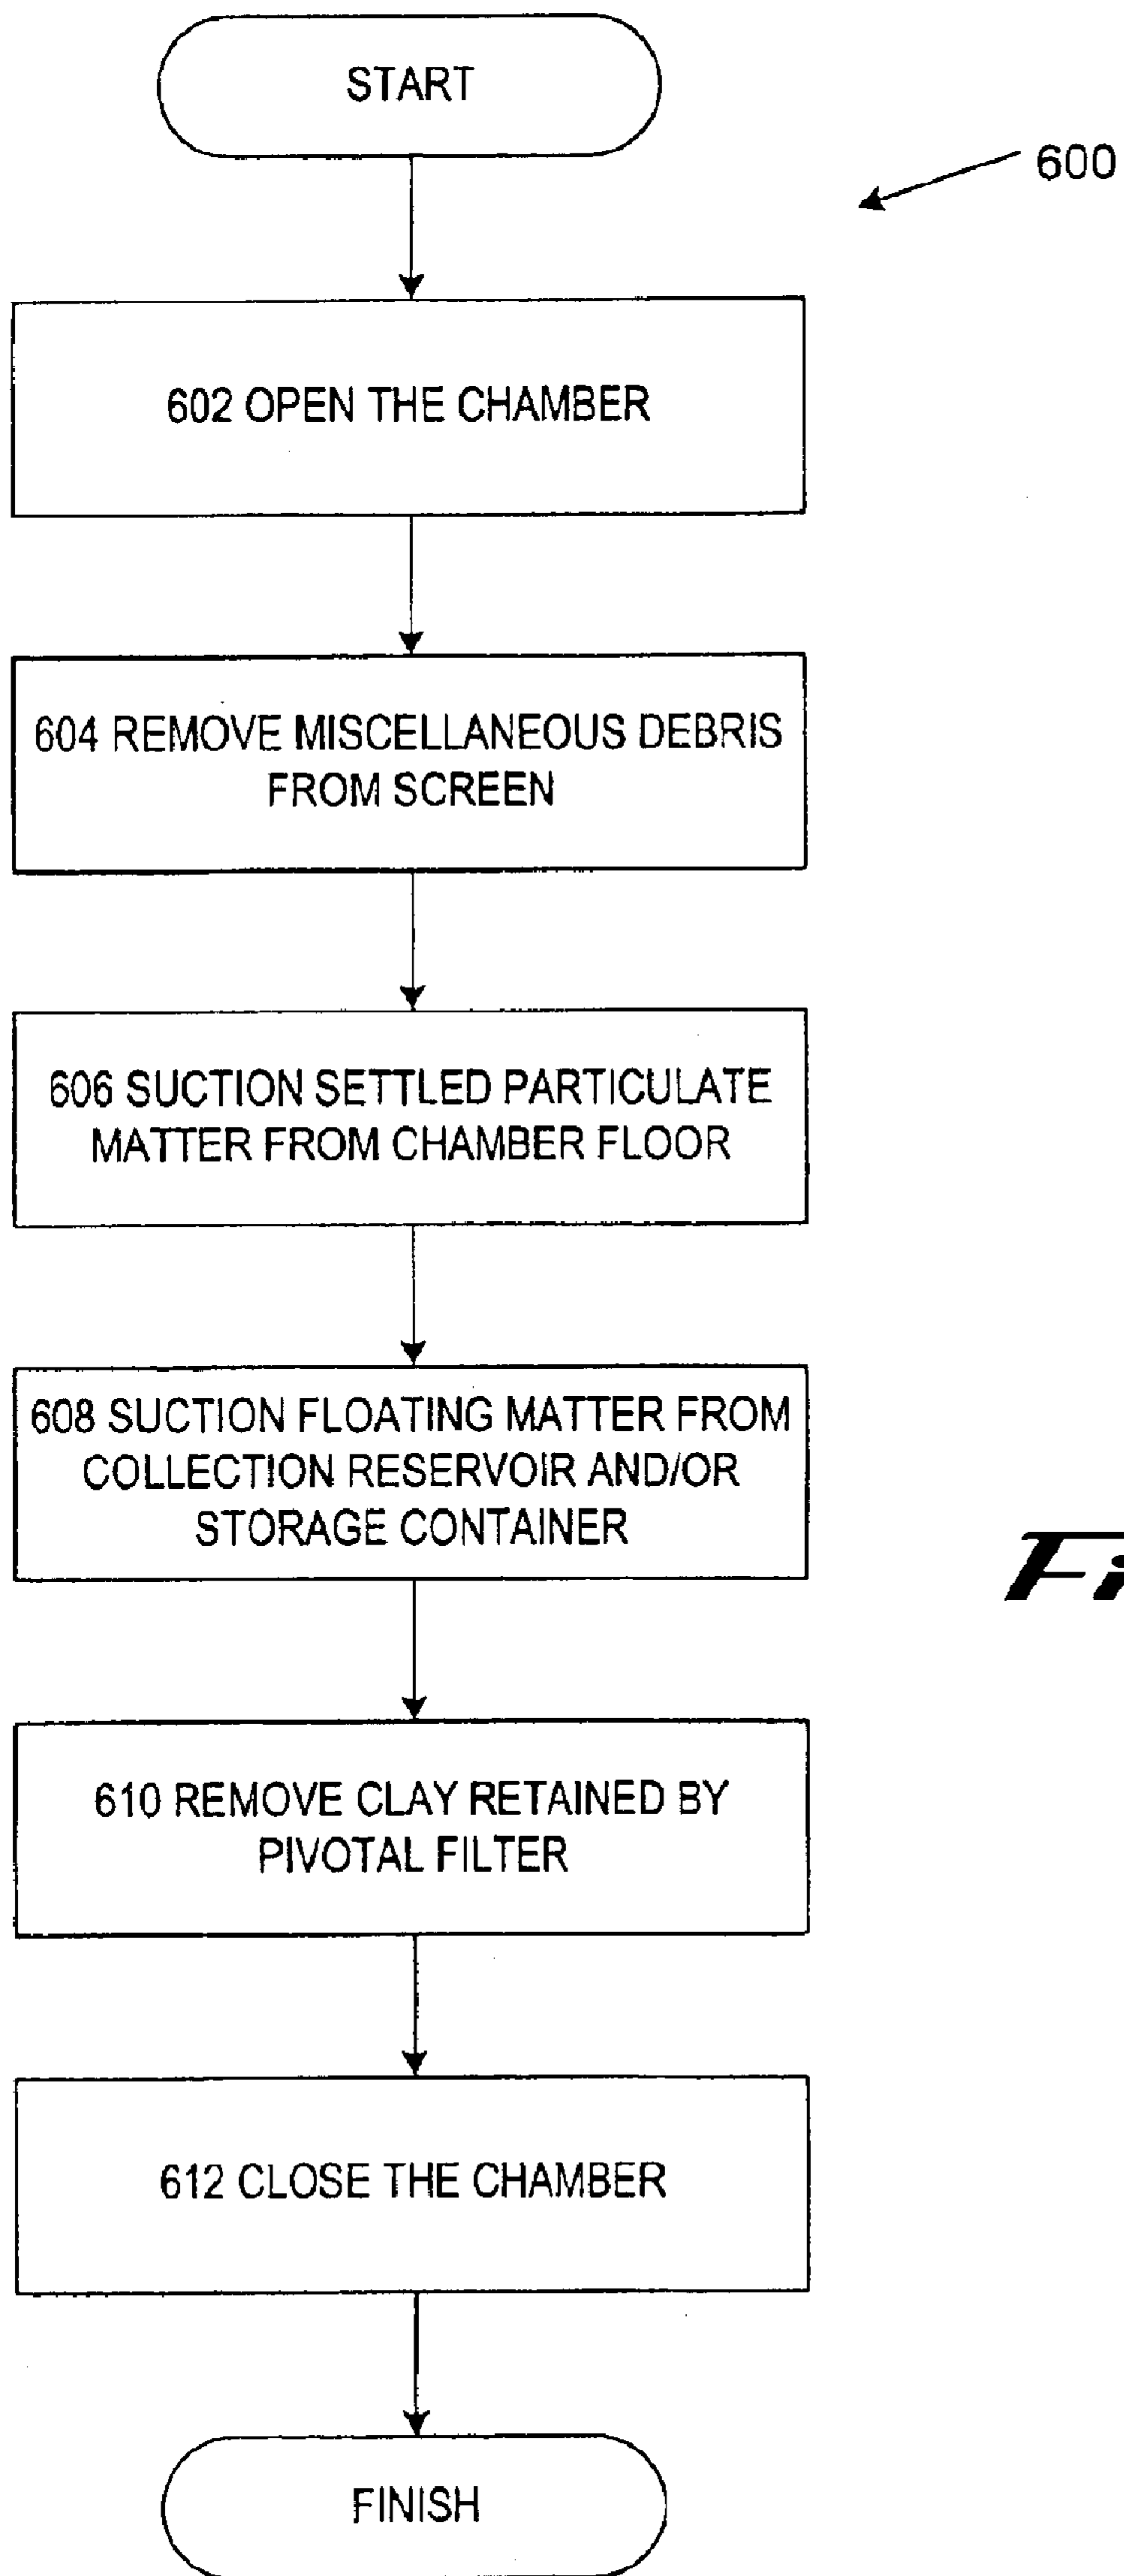 START
600
602 OPEN THE CHAMBER
604 REMOVE MISCELLANEOUS DEBRIS
FROM SCREEN
606 SUCTION SETTLED PARTICULATE
MATTER FROM CHAMBER FLOOR
608 SUCTION FLOATING MATTER FROM
COLLECTION RESERVOIR AND/OR
STORAGE CONTAINER
Fi
610 REMOVE CLAY RETAINED BY
PIVOTAL FILTER
612 CLOSE THE CHAMBER
FINISH